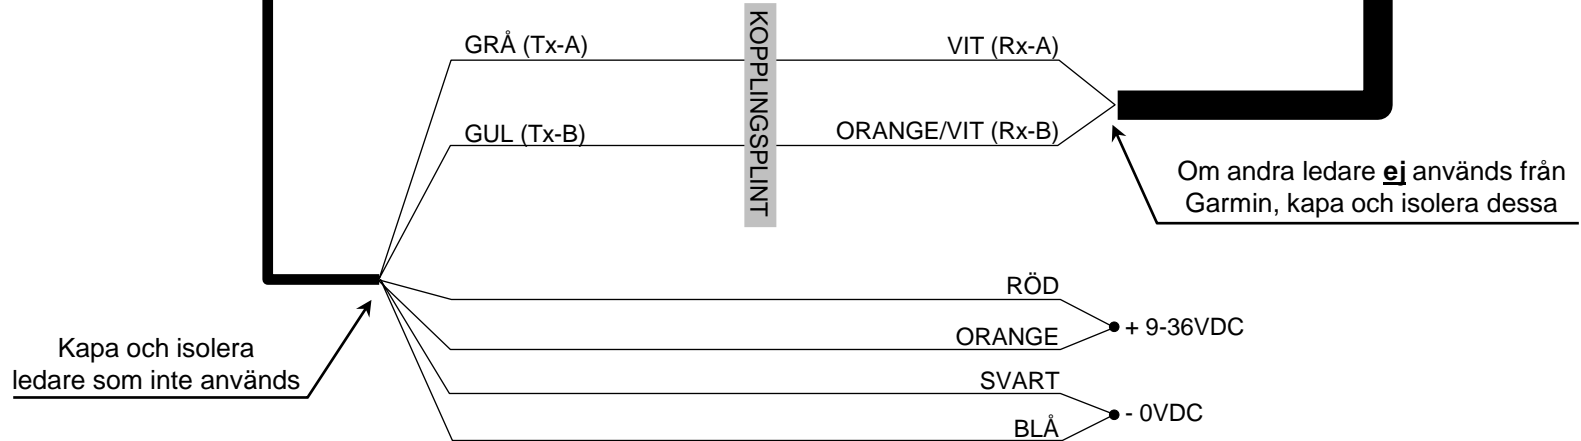 GRÅ (Tx-A)
KOPPLINGSPLINT
VIT (Rx-A)
GUL (Tx-B)
ORANGE/VIT (Rx-B)
Om andra ledare ej används från
Garmin, kapa och isolera dessa
RÖD
+ 9-36VDC
ORANGE
Kapa och isolera
ledare som inte används
SVART
- 0VDC
BLÅ